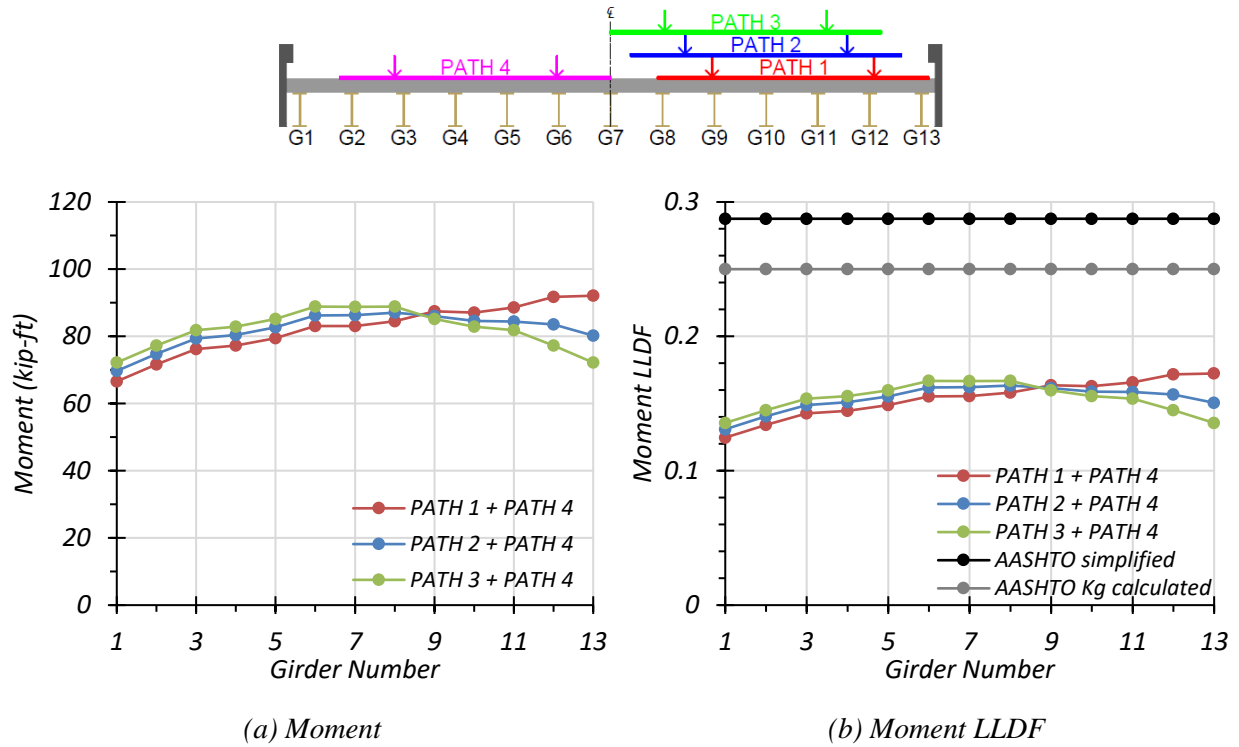 ℄
PATH 3
PATH 2
PATH 4
PATH 1
G1 G2 G3 G4 G5 G6 G7 G8 G9 G10 G11 G12 G13
120
100
80
60
40
20
0
Moment (kip-ft)
PATH 1 + PATH 4
PATH 2 + PATH 4
PATH 3 + PATH 4
1 3 5 7 9 11 13
Girder Number
(a) Moment
0.3
0.2
0.1
0
Moment LLDF
PATH 1 + PATH 4
PATH 2 + PATH 4
PATH 3 + PATH 4
AASHTO simplified
AASHTO Kg calculated
1 3 5 7 9 11 13
Girder Number
(b) Moment LLDF